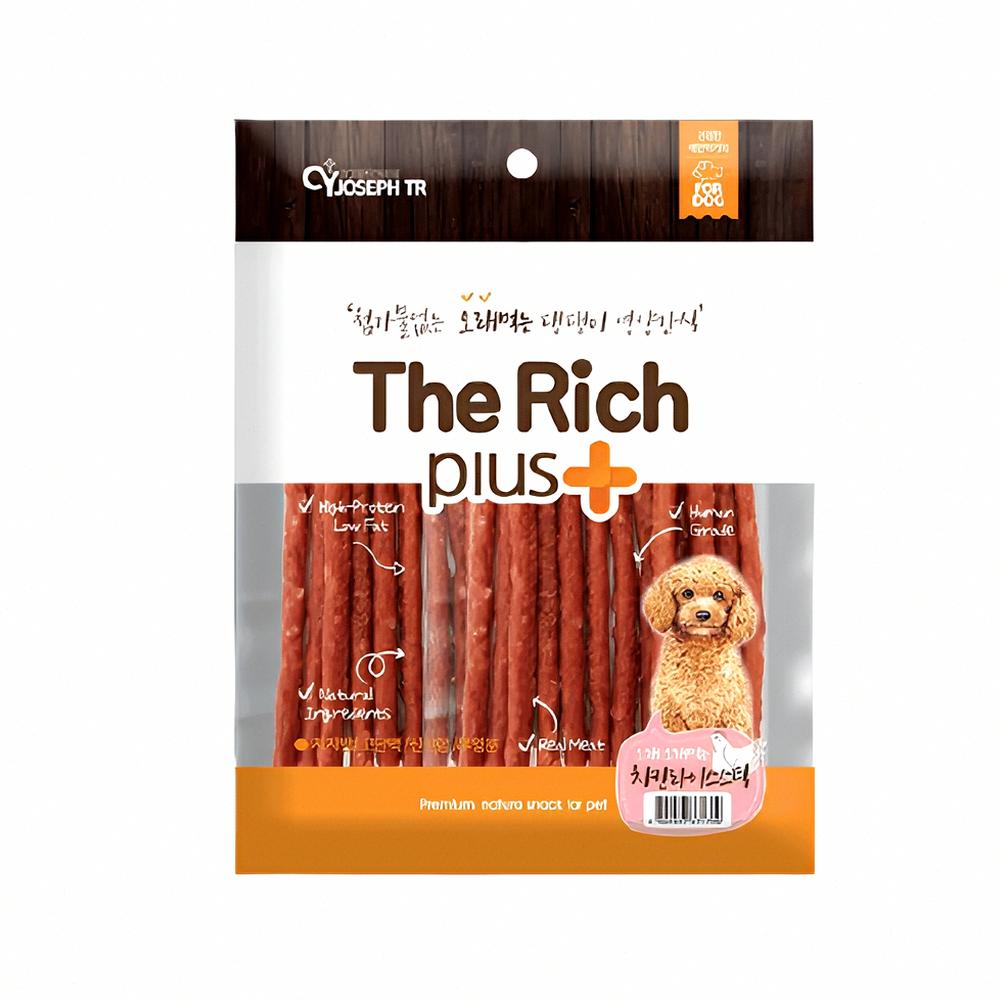 JOSEPH TR
FOR
DOG
'첨가물없는 오래먹는 댕댕이 영양간식'
The Rich
plus
High-Protein
Low Fat
Human
Grade
Natural
Ingredients
Real Meat
치킨라이스스틱
Premium natura snack for pet